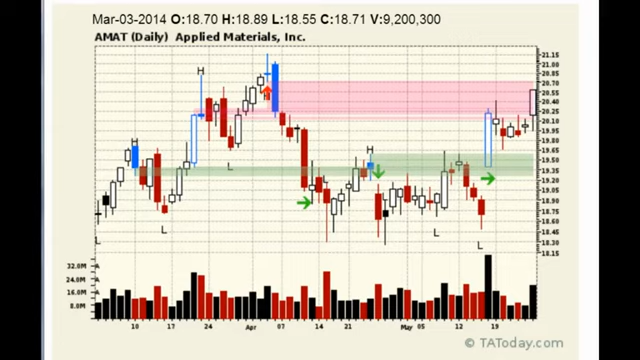 Mar-03-2014 O:18.70 H:18.89 L:18.55 C:18.71 V:9,200,300
AMAT (Daily) Applied Materials, Inc.
21.15
21.00
20.85
20.70
20.55
20.40
20.25
20.10
19.95
19.80
19.65
19.50
19.35
19.20
19.05
18.90
18.75
18.60
18.45
18.30
18.15
H
H
H
H
L
L
L
L
L
L
32.0M
24.0M
16.0M
8.0M
10 17 24 Apr 07 14 21 May 05 12 19
© TAToday.com